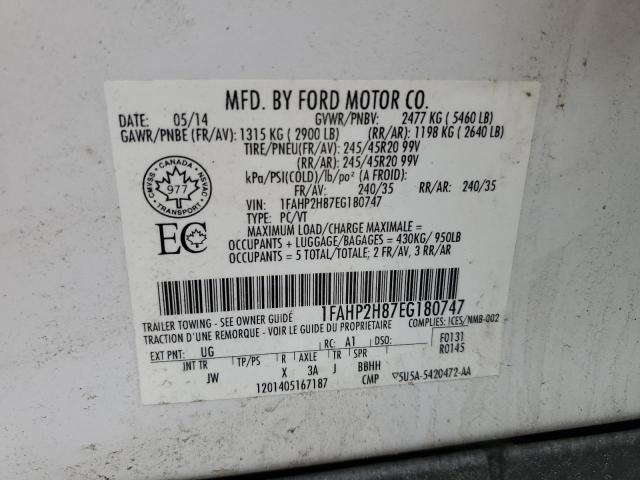 MFD. BY FORD MOTOR CO.
DATE: 05/14 GVWR/PNBV: 2477 KG ( 5460 LB)
GAWR/PNBE (FR/AV): 1315 KG ( 2900 LB) (RR/AR): 1198 KG ( 2640 LB)
TIRE/PNEU(FR/AV): 245/45R20 99V
(RR/AR): 245/45R20 99V
kPa/PSI(COLD)/lb/po² (A FROID):
FR/AV: 240/35 RR/AR: 240/35
VIN: 1FAHP2H87EG180747
TYPE: PC/VT
MAXIMUM LOAD/CHARGE MAXIMALE =
OCCUPANTS + LUGGAGE/BAGAGES = 430KG/ 950LB
OCCUPANTS = 5 TOTAL/TOTALE; 2 FR/AV, 3 RR/AR
CANADA
CMVSS NSVAC
977
TRANSPORT
EC
1FAHP2H87EG180747
TRAILER TOWING - SEE OWNER GUIDE
TRACTION D'UNE REMORQUE - VOIR LE GUIDE DU PROPRIETAIRE COMPLIES: ICES/NMB-002
EXT PNT: UG RC: A1 DSO: F0131
INT TR TP/PS R AXLE TR SPR R0145
JW X 3A J BBHH
1201405167187 CMP 5U5A-5420472-AA